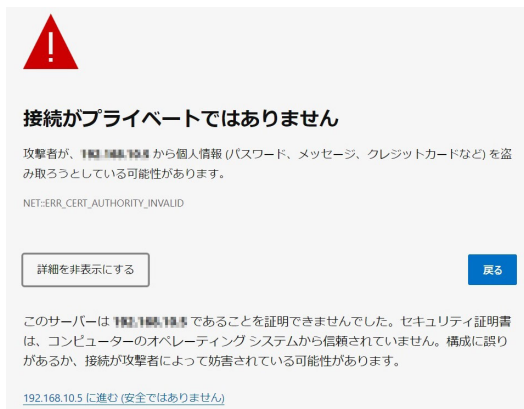 接続がプライベートではありません
攻撃者が、 から個人情報 (パスワード、メッセージ、クレジットカードなど) を盗
み取ろうとしている可能性があります。
NET::ERR_CERT_AUTHORITY_INVALID
詳細を非表示にする
戻る
このサーバーは であることを証明できませんでした。セキュリティ証明書
は、コンピューターのオペレーティング システムから信頼されていません。構成に誤り
があるか、接続が攻撃者によって妨害されている可能性があります。
192.168.10.5 に進む (安全ではありません)